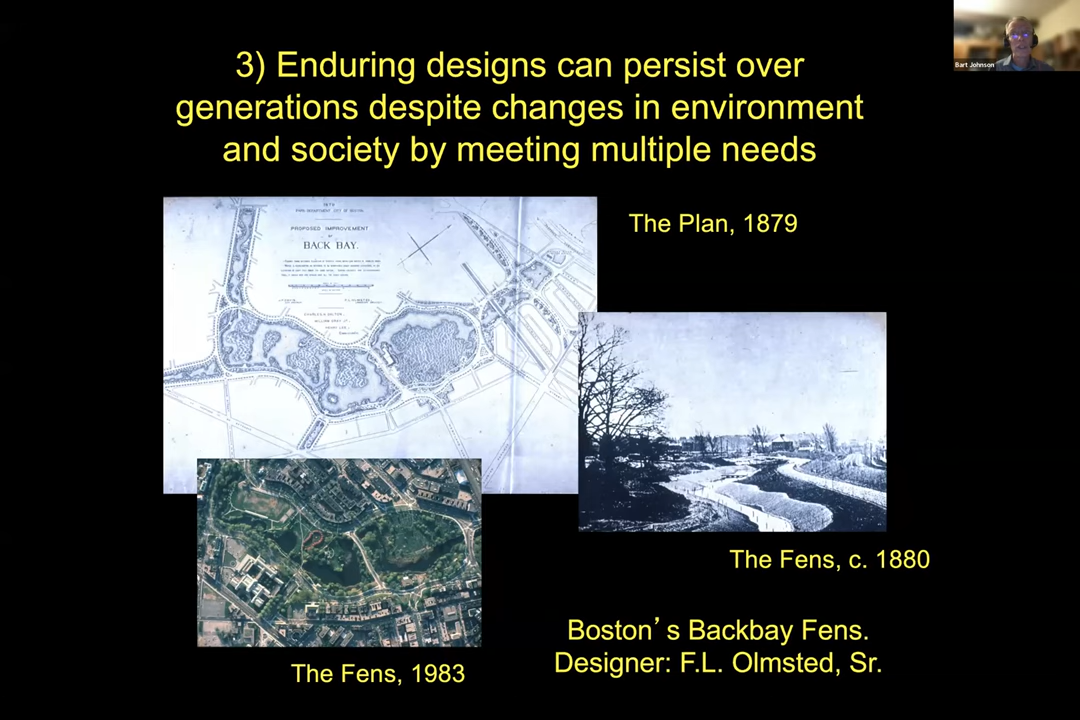 3) Enduring designs can persist over
generations despite changes in environment
and society by meeting multiple needs
Bart Johnson
The Plan, 1879
PROPOSED IMPROVEMENT
BACK BAY.
The Fens, c. 1880
Boston's Backbay Fens.
Designer: F.L. Olmsted, Sr.
The Fens, 1983